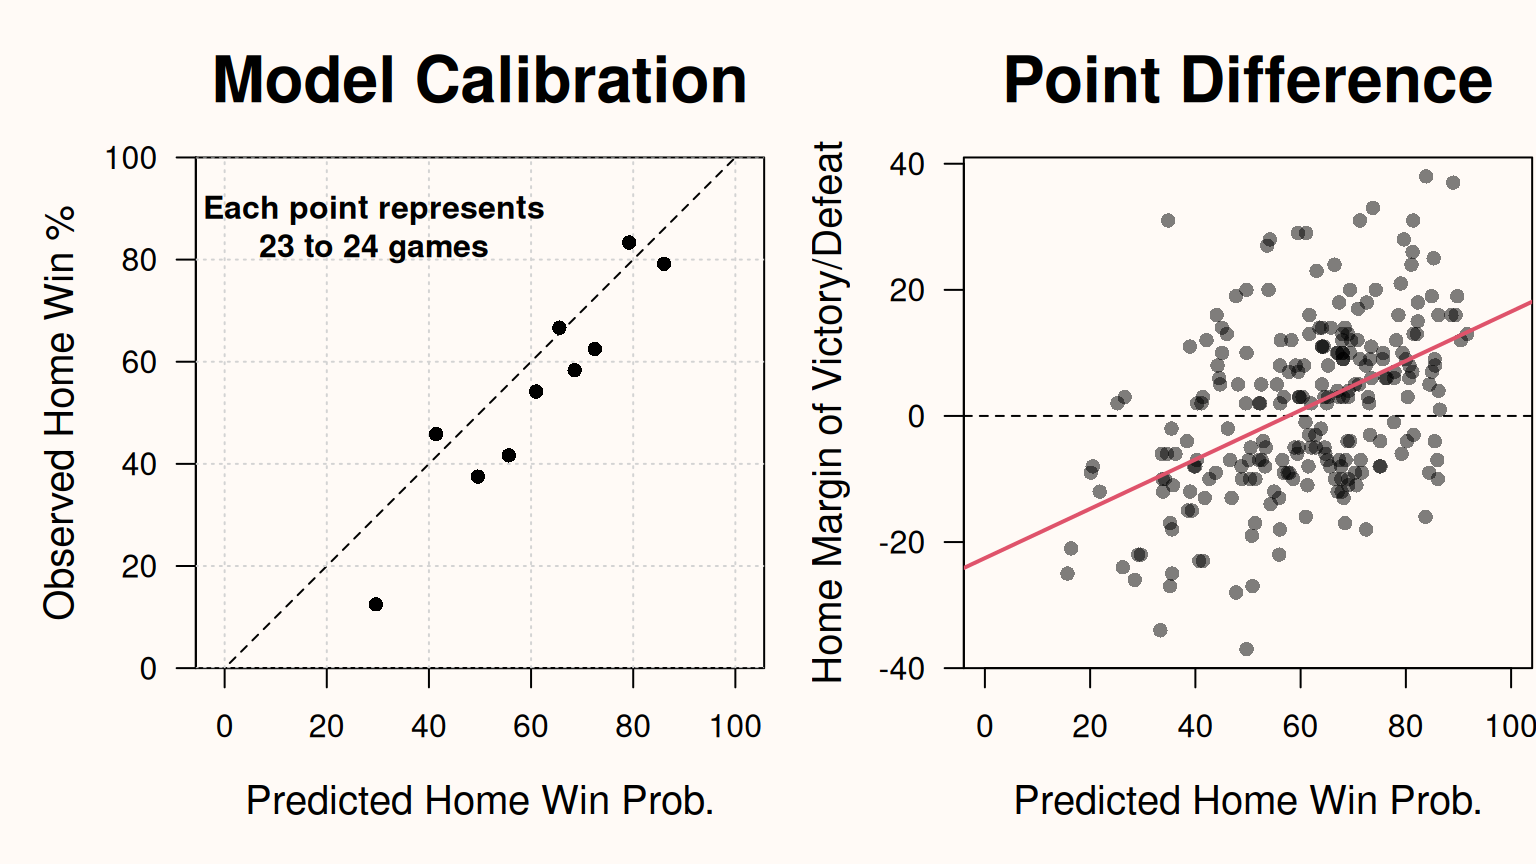 Model Calibration
Observed Home Win %
100
80
60
40
20
0
Each point represents
23 to 24 games
0 20 40 60 80 100
Predicted Home Win Prob.
Point Difference
Home Margin of Victory/Defeat
40
20
0
-20
-40
0 20 40 60 80 100
Predicted Home Win Prob.